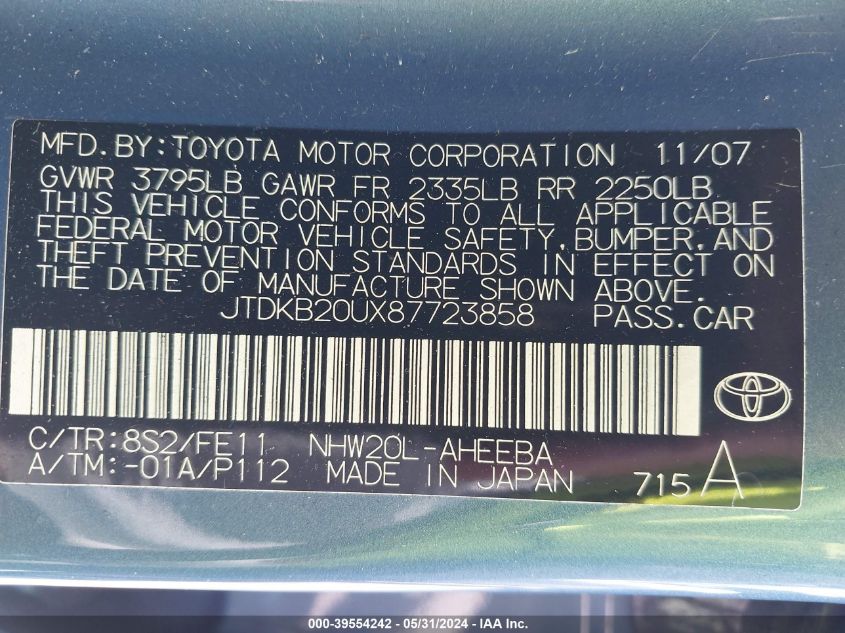 MFD.BY:TOYOTA MOTOR CORPORATION 11/07
GVWR 3795LB GAWR FR 2335LB RR 2250LB
THIS VEHICLE CONFORMS TO ALL APPLICABLE
FEDERAL MOTOR VEHICLE SAFETY,BUMPER,AND
THEFT PREVENTION STANDARDS IN EFFECT ON
THE DATE OF MANUFACTURE SHOWN ABOVE.
JTDKB20UX87723858 PASS.CAR
C/TR:8S2/FE11 NHW20L-AHEEBA
A/TM:-01A/P112 MADE IN JAPAN 715A
000-39554242 - 05/31/2024 - IAAI.COM